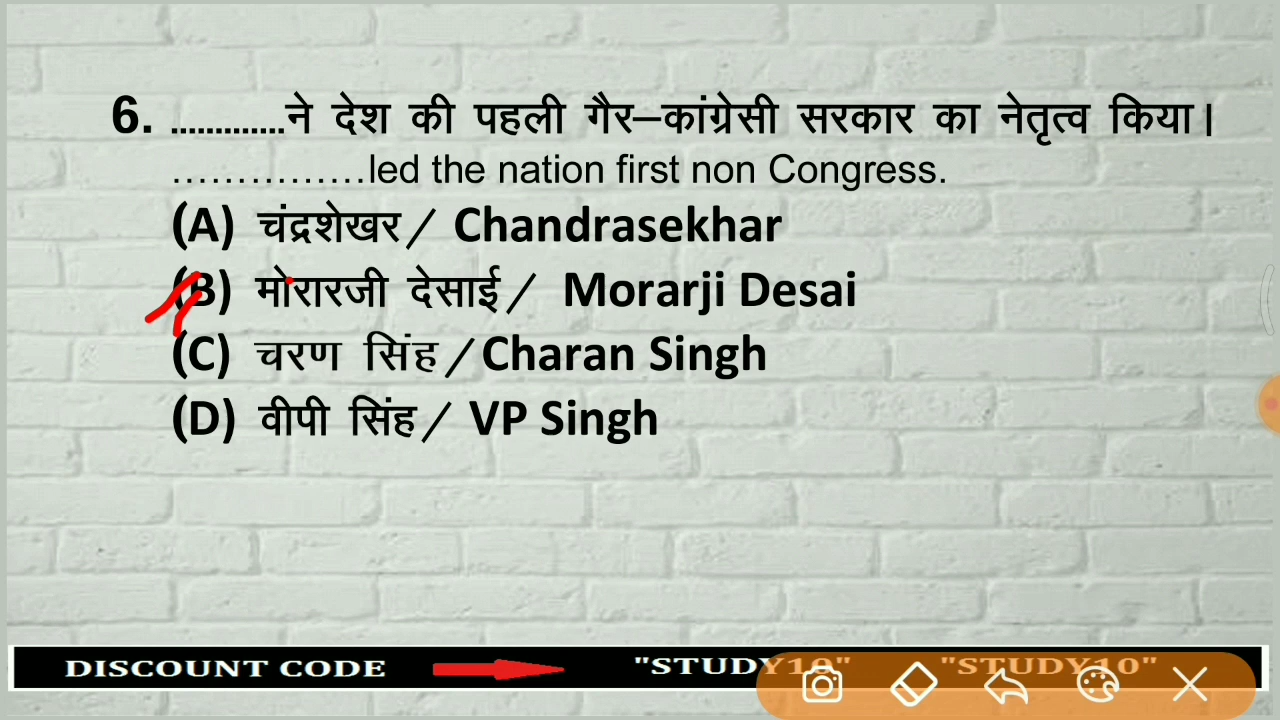 6. .............ने देश की पहली गैर–कांग्रेसी सरकार का नेतृत्व किया।
……………..led the nation first non Congress.
(A) चंद्रशेखर/ Chandrasekhar
(B) मोरारजी देसाई/ Morarji Desai
(C) चरण सिंह/Charan Singh
(D) वीपी सिंह/ VP Singh
DISCOUNT CODE "STUDY10" "STUDY10"